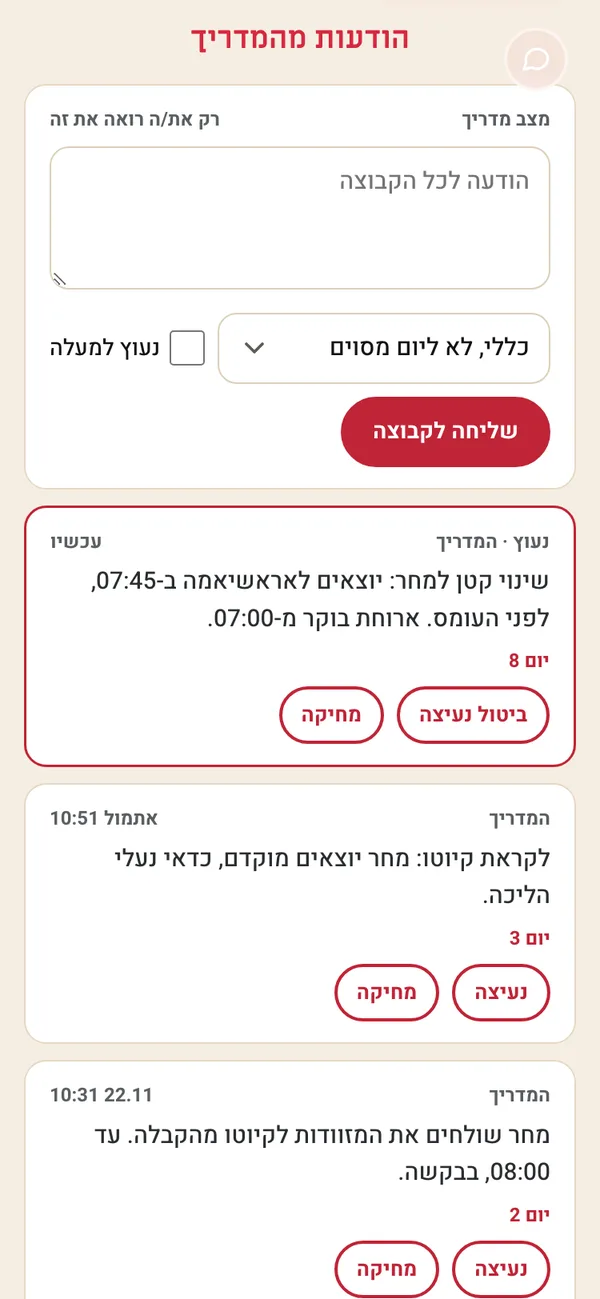 הודעות מהמדריך
מצב מדריך
רק את/ה רואה את זה
הודעה לכל הקבוצה
כללי, לא ליום מסוים
נעוץ למעלה
שליחה לקבוצה
נעוץ · המדריך
עכשיו
שינוי קטן למחר: יוצאים לאראשיאמה ב-07:45,
לפני העומס. ארוחת בוקר מ-07:00.
יום 8
ביטול נעיצה
מחיקה
המדריך
אתמול 10:51
לקראת קיוטו: מחר יוצאים מוקדם, כדאי נעלי
הליכה.
יום 3
נעיצה
מחיקה
המדריך
22.11 10:31
מחר שולחים את המזוודות לקיוטו מהקבלה. עד
08:00, בבקשה.
יום 2
נעיצה
מחיקה